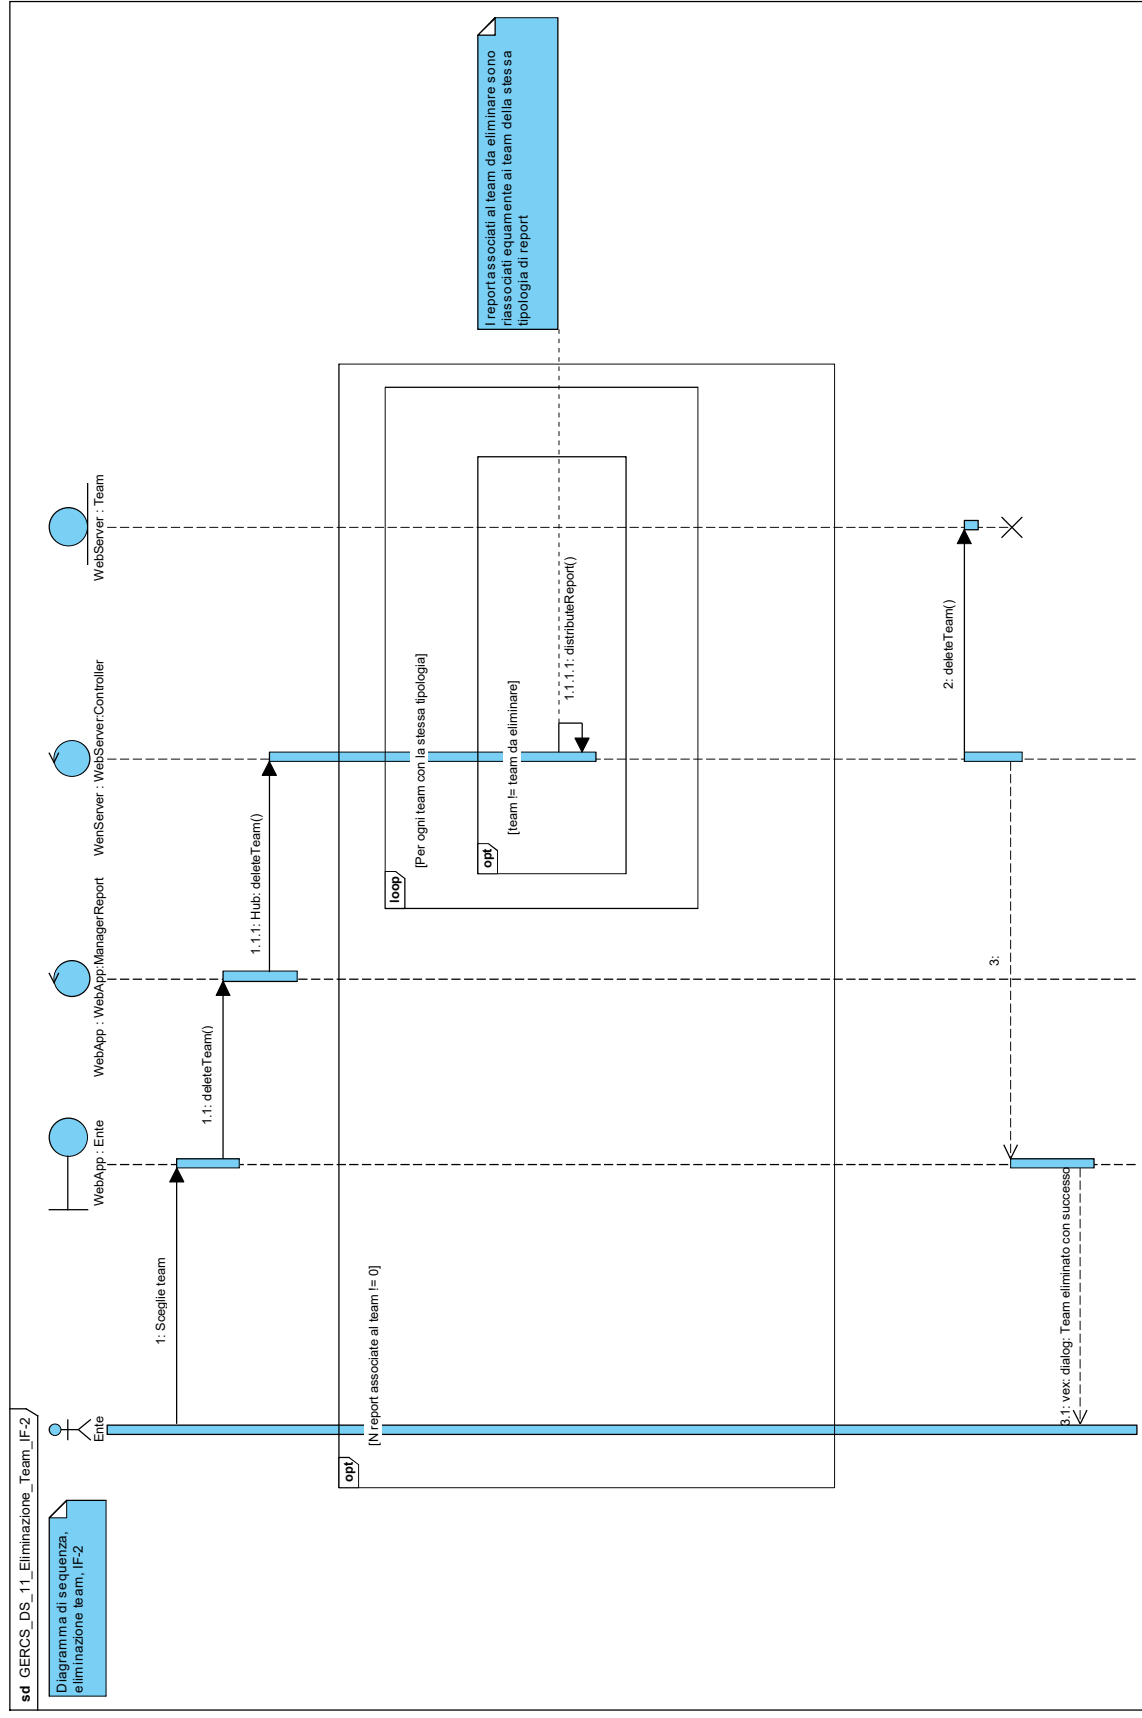 sd GERCS_DS_11_Eliminazione_Team_IF-2
Diagramma di sequenza,
eliminazione team, IF-2
Ente
WebApp : Ente
WebApp : WebApp:ManagerReport
WenServer : WebServer:Controller
WebServer : Team
1: Sceglie team
1.1: deleteTeam()
1.1.1: Hub: deleteTeam()
opt
[N report associate al team != 0]
loop
[Per ogni team con la stessa tipologia]
opt
[team != team da eliminare]
1.1.1.1: distributeReport()
I report associati al team da eliminare sono
riassociati equamente ai team della stessa
tipologia di report
2: deleteTeam()
3:
3.1: vex: dialog: Team eliminato con successo